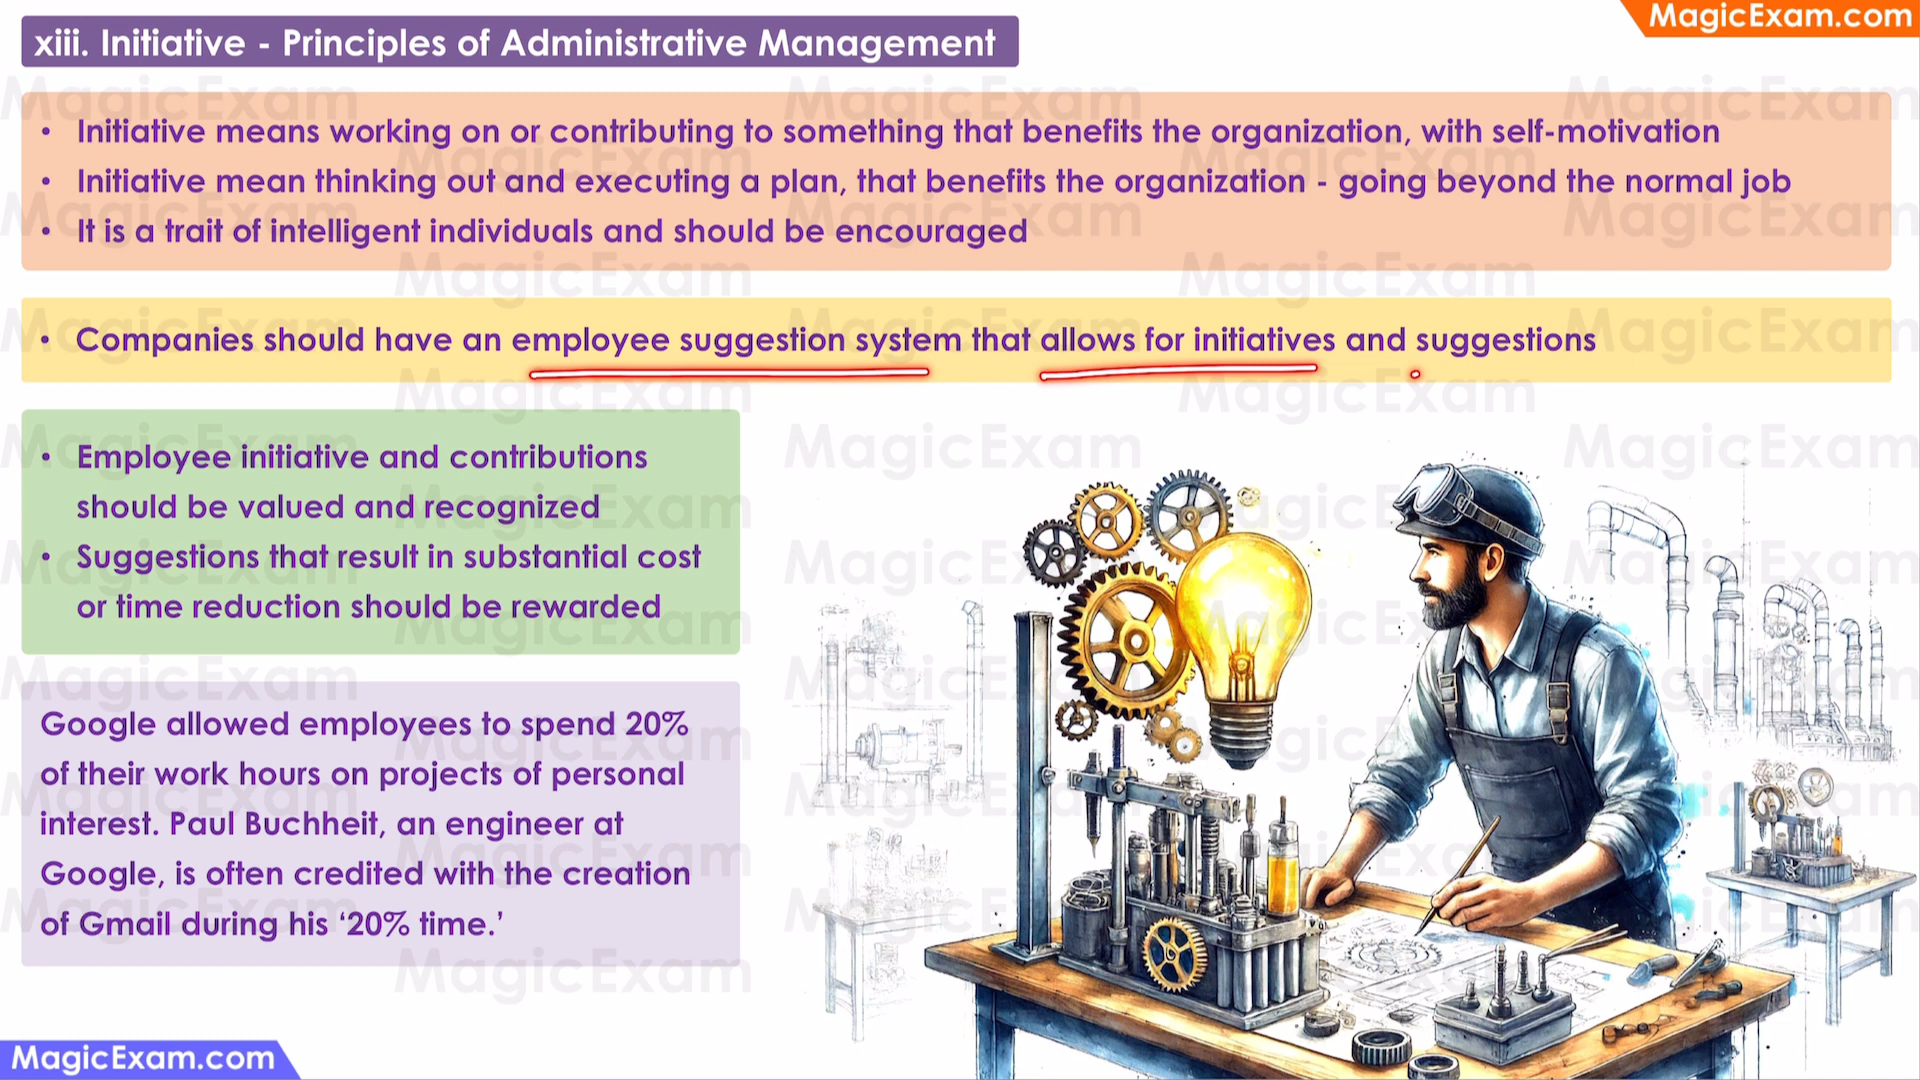 xiii. Initiative - Principles of Administrative Management
MagicExam.com
• Initiative means working on or contributing to something that benefits the organization, with self-motivation
• Initiative mean thinking out and executing a plan, that benefits the organization - going beyond the normal job
• It is a trait of intelligent individuals and should be encouraged
• Companies should have an employee suggestion system that allows for initiatives and suggestions
• Employee initiative and contributions
should be valued and recognized
• Suggestions that result in substantial cost
or time reduction should be rewarded
Google allowed employees to spend 20%
of their work hours on projects of personal
interest. Paul Buchheit, an engineer at
Google, is often credited with the creation
of Gmail during his ‘20% time.’
MagicExam.com